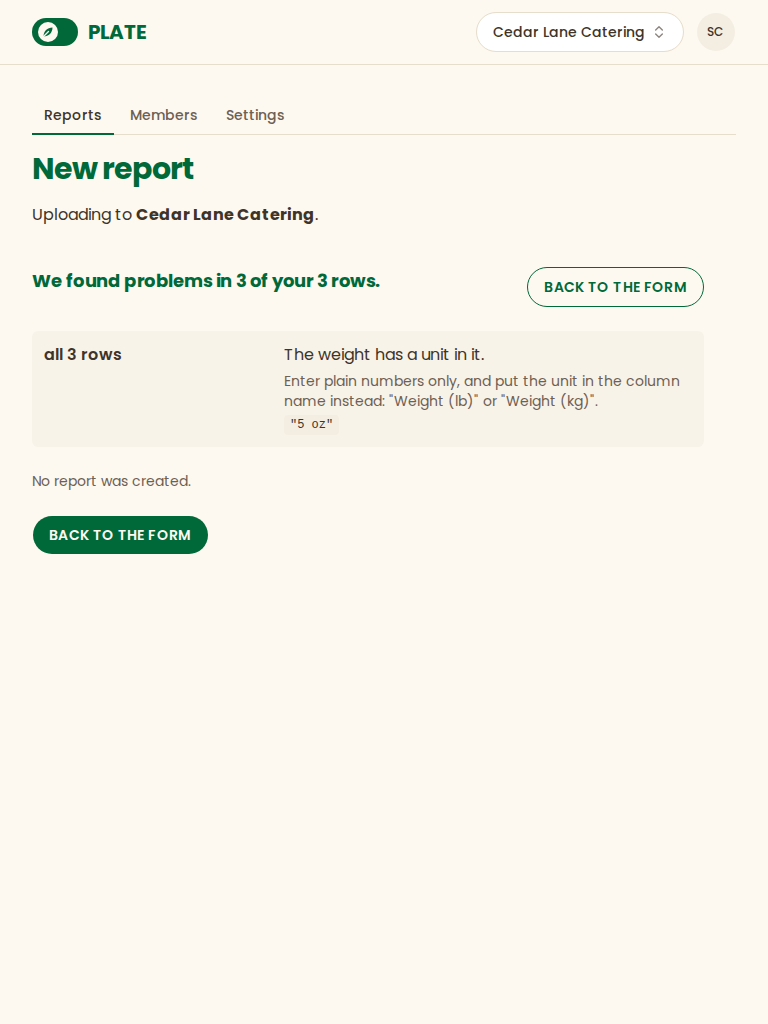 PLATE
Cedar Lane Catering
SC
Reports
Members
Settings
New report
Uploading to Cedar Lane Catering.
We found problems in 3 of your 3 rows.
BACK TO THE FORM
all 3 rows
The weight has a unit in it.
Enter plain numbers only, and put the unit in the column
name instead: "Weight (lb)" or "Weight (kg)".
"5 oz"
No report was created.
BACK TO THE FORM